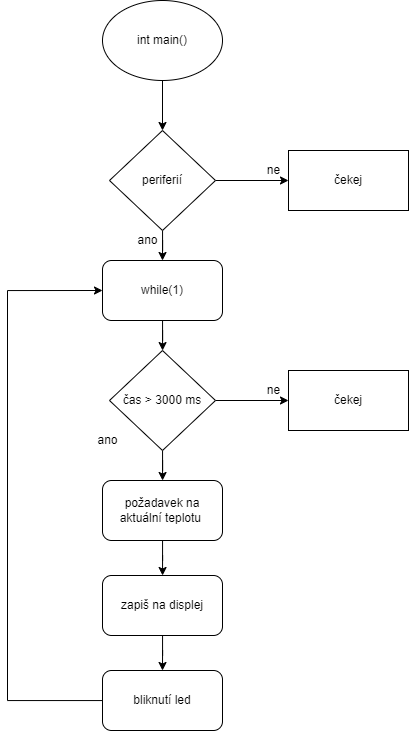 int main()
periferií
ne
čekej
ano
while(1)
čas > 3000 ms
ne
čekej
ano
požadavek na
aktuální teplotu
zapiš na displej
bliknutí led